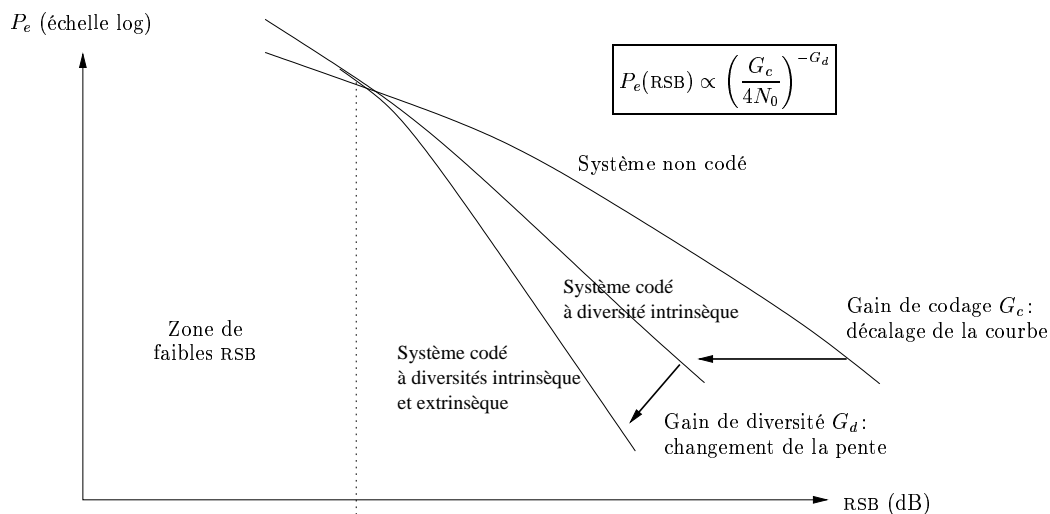 P_e (échelle log)
P_e(RSB) ∝ (G_c / 4N_0)^{-G_d}
Système non codé
Système codé
à diversité intrinsèque
Gain de codage G_c :
décalage de la courbe
Zone de
faibles RSB
Système codé
à diversités intrinsèque
et extrinsèque
Gain de diversité G_d :
changement de la pente
RSB (dB)